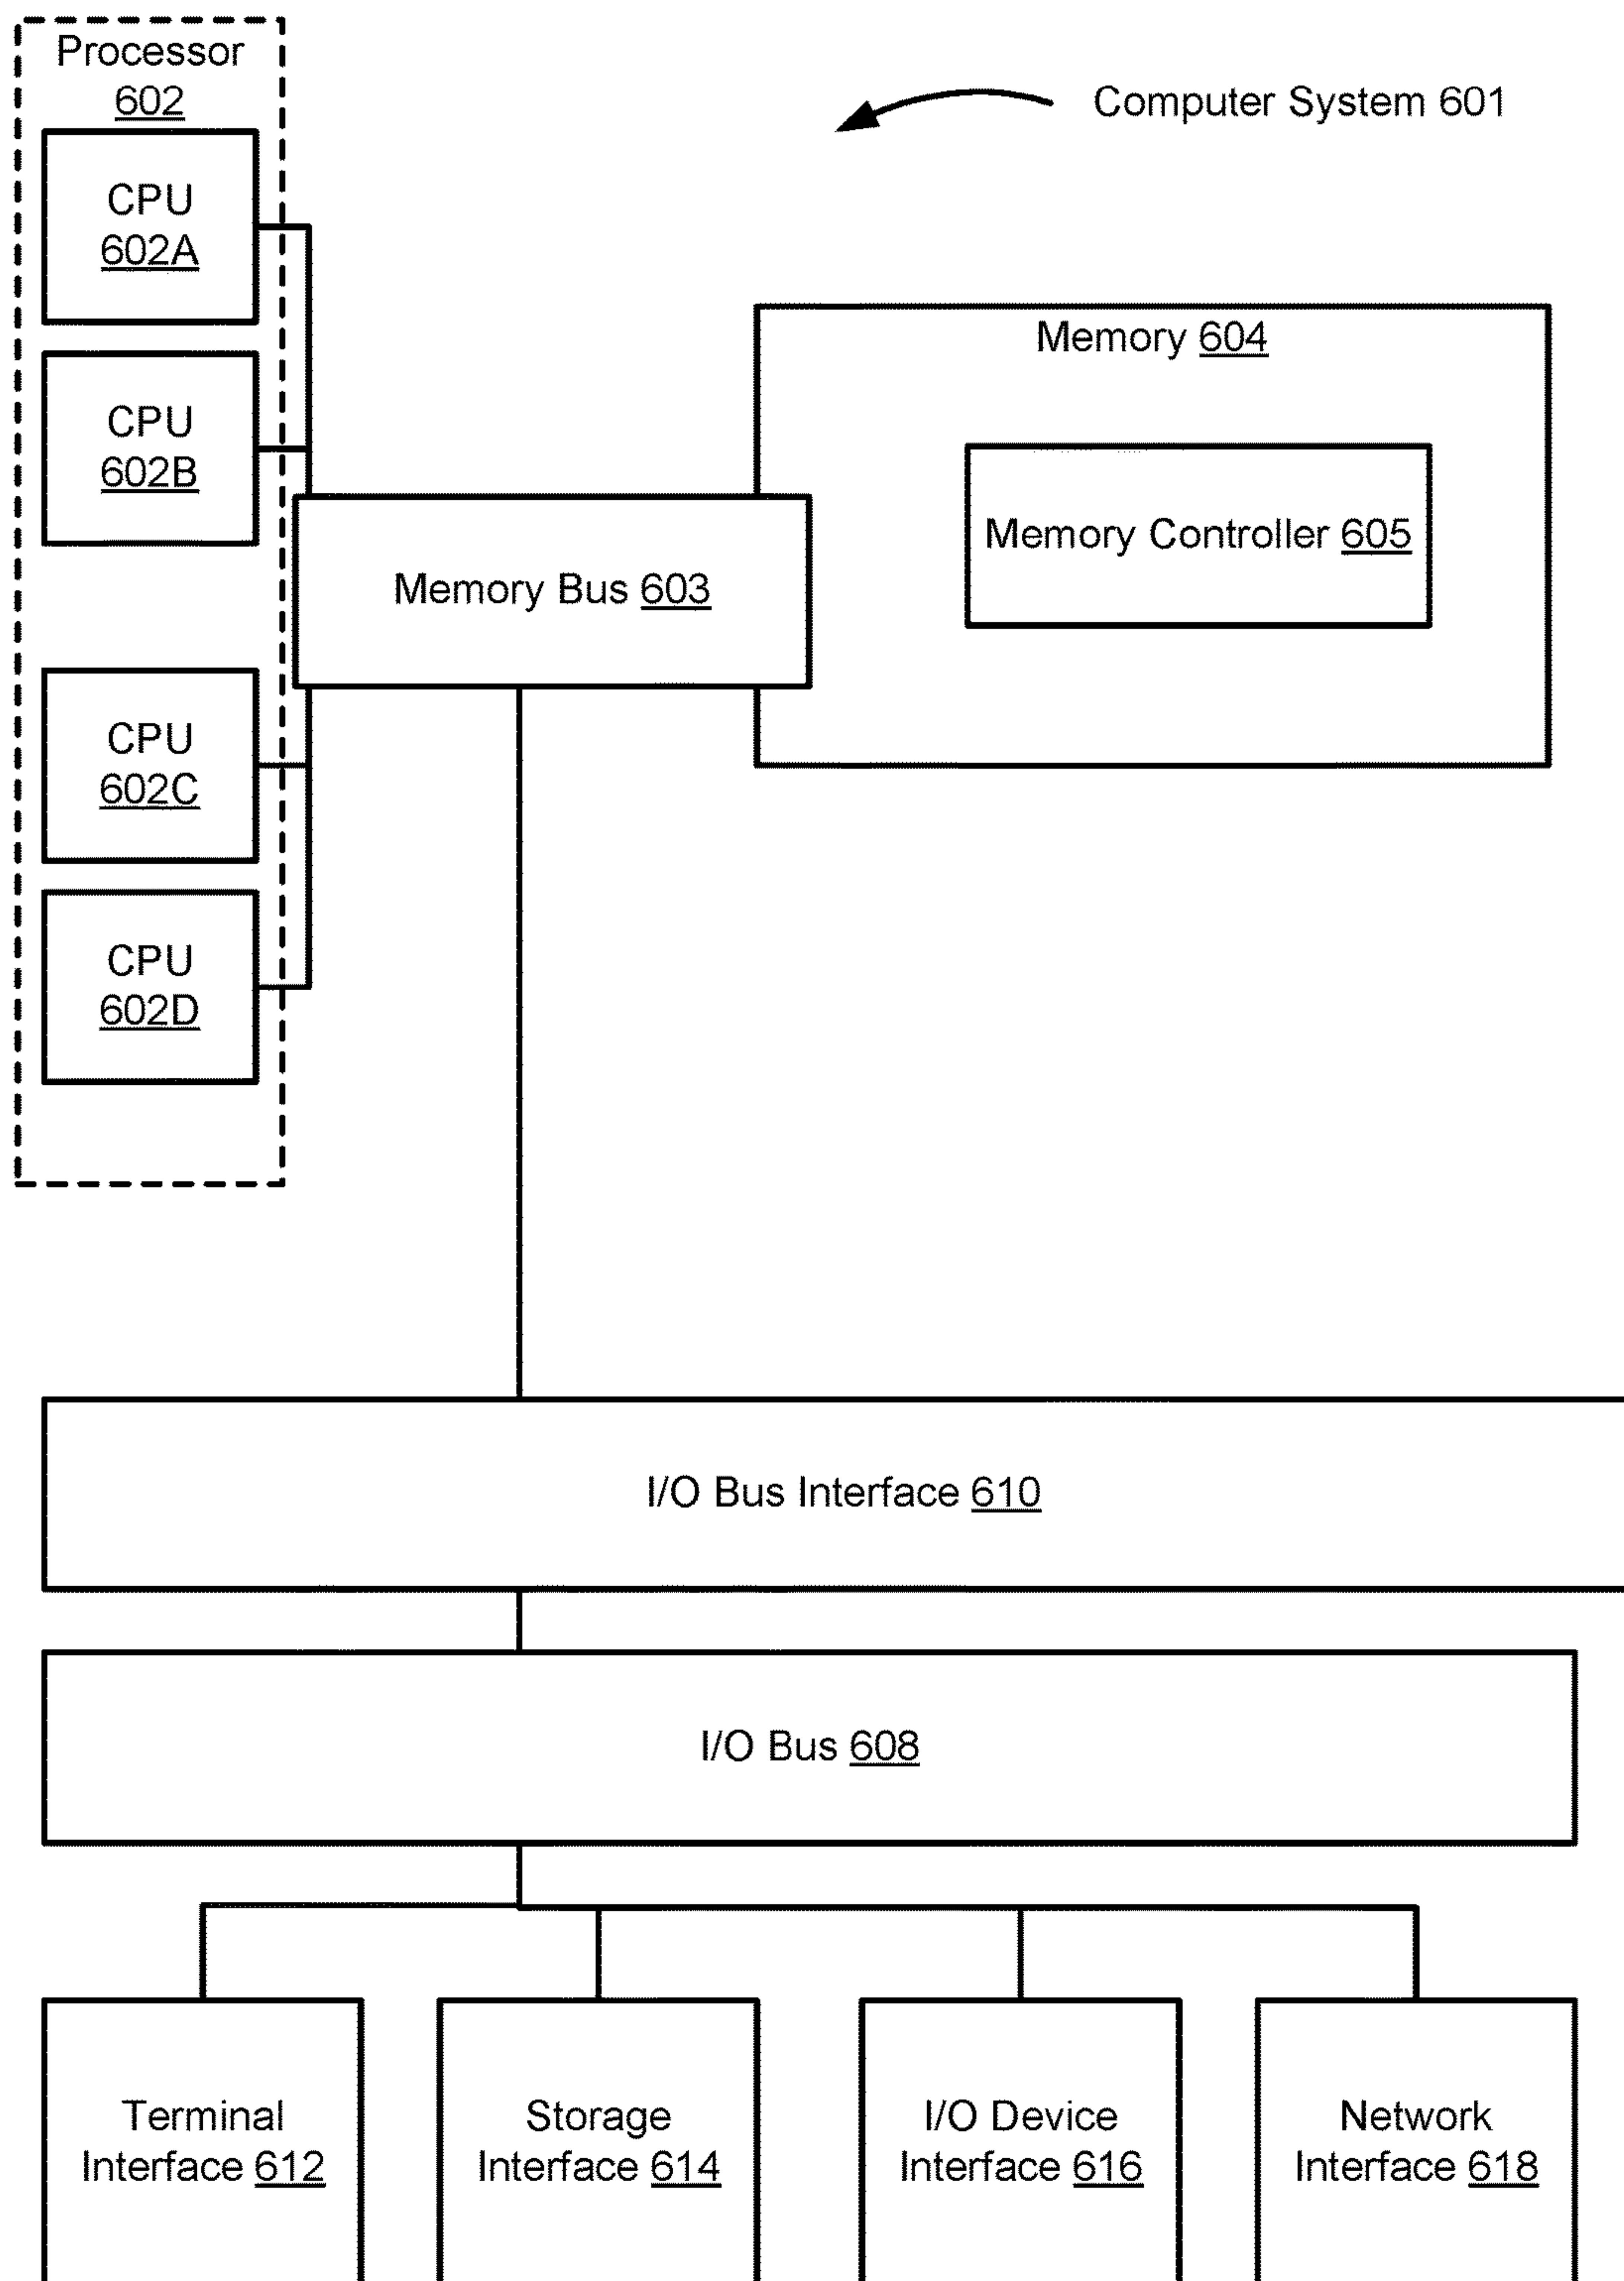 Processor
602
Computer System 601
CPU
602A
Memory 604
CPU
602B
Memory Controller 605
Memory Bus 603
CPU
602C
CPU
602D
I/O Bus Interface 610
I/O Bus 608
Terminal
Interface 612
Storage
Interface 614
I/O Device
Interface 616
Network
Interface 618